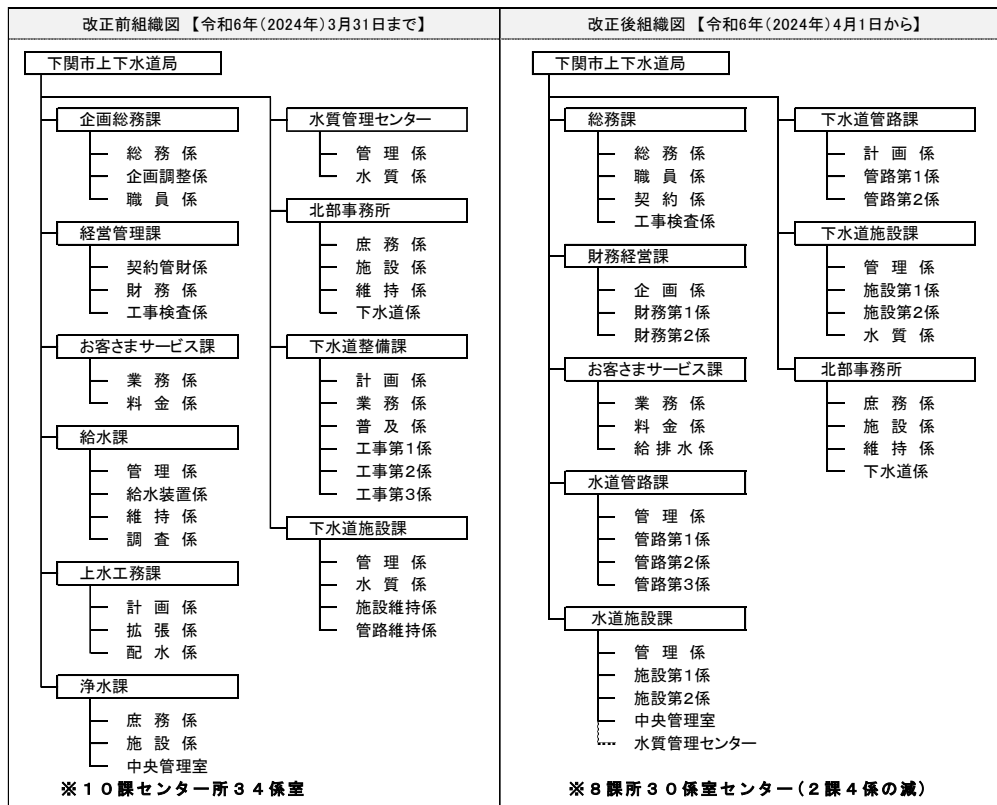 改正前組織図 【令和6年(2024年)3月31日まで】
下関市上下水道局
企画総務課
総務係
企画調整係
職員係
経営管理課
契約管財係
財務係
工事検査係
お客さまサービス課
業務係
料金係
給水課
管理係
給水装置係
維持係
調査係
上水工務課
計画係
拡張係
配水係
浄水課
庶務係
施設係
中央管理室
水質管理センター
管理係
水質係
北部事務所
庶務係
施設係
維持係
下水道係
下水道整備課
計画係
業務係
普及係
工事第1係
工事第2係
工事第3係
下水道施設課
管理係
水質係
施設維持係
管路維持係
※10課センター所34係室
改正後組織図 【令和6年(2024年)4月1日から】
下関市上下水道局
総務課
総務係
職員係
契約係
工事検査係
財務経営課
企画係
財務第1係
財務第2係
お客さまサービス課
業務係
料金係
給排水係
水道管路課
管理係
管路第1係
管路第2係
管路第3係
水道施設課
管理係
施設第1係
施設第2係
中央管理室
水質管理センター
下水道管路課
計画係
管路第1係
管路第2係
下水道施設課
管理係
施設第1係
施設第2係
水質係
北部事務所
庶務係
施設係
維持係
下水道係
※8課所30係室センター(2課4係の減)